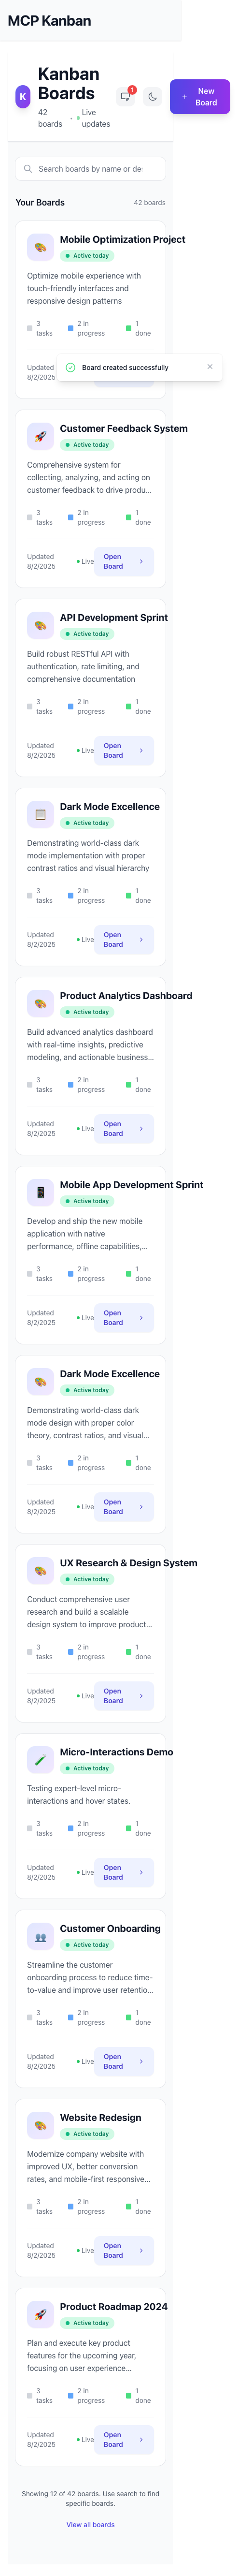 MCP Kanban
K
Kanban
Boards
42
boards
•
Live
updates
1
+ New
Board
Search boards by name or de
Your Boards
42 boards
Mobile Optimization Project
Active today
Optimize mobile experience with
touch-friendly interfaces and
responsive design patterns
3
tasks
2 in
progress
1
done
Updated
8/2/2025
Board created successfully
Customer Feedback System
Active today
Comprehensive system for
collecting, analyzing, and acting on
customer feedback to drive produ...
3
tasks
2 in
progress
1
done
Updated
8/2/2025
Live
Open
Board
API Development Sprint
Active today
Build robust RESTful API with
authentication, rate limiting, and
comprehensive documentation
3
tasks
2 in
progress
1
done
Updated
8/2/2025
Live
Open
Board
Dark Mode Excellence
Active today
Demonstrating world-class dark
mode implementation with proper
contrast ratios and visual hierarchy
3
tasks
2 in
progress
1
done
Updated
8/2/2025
Live
Open
Board
Product Analytics Dashboard
Active today
Build advanced analytics dashboard
with real-time insights, predictive
modeling, and actionable business...
3
tasks
2 in
progress
1
done
Updated
8/2/2025
Live
Open
Board
Mobile App Development Sprint
Active today
Develop and ship the new mobile
application with native
performance, offline capabilities,...
3
tasks
2 in
progress
1
done
Updated
8/2/2025
Live
Open
Board
Dark Mode Excellence
Active today
Demonstrating world-class dark
mode design with proper color
theory, contrast ratios, and visual...
3
tasks
2 in
progress
1
done
Updated
8/2/2025
Live
Open
Board
UX Research & Design System
Active today
Conduct comprehensive user
research and build a scalable
design system to improve product...
3
tasks
2 in
progress
1
done
Updated
8/2/2025
Live
Open
Board
Micro-Interactions Demo
Active today
Testing expert-level micro-
interactions and hover states.
3
tasks
2 in
progress
1
done
Updated
8/2/2025
Live
Open
Board
Customer Onboarding
Active today
Streamline the customer
onboarding process to reduce time-
to-value and improve user retentio...
3
tasks
2 in
progress
1
done
Updated
8/2/2025
Live
Open
Board
Website Redesign
Active today
Modernize company website with
improved UX, better conversion
rates, and mobile-first responsive...
3
tasks
2 in
progress
1
done
Updated
8/2/2025
Live
Open
Board
Product Roadmap 2024
Active today
Plan and execute key product
features for the upcoming year,
focusing on user experience...
3
tasks
2 in
progress
1
done
Updated
8/2/2025
Live
Open
Board
Showing 12 of 42 boards. Use search to find
specific boards.
View all boards